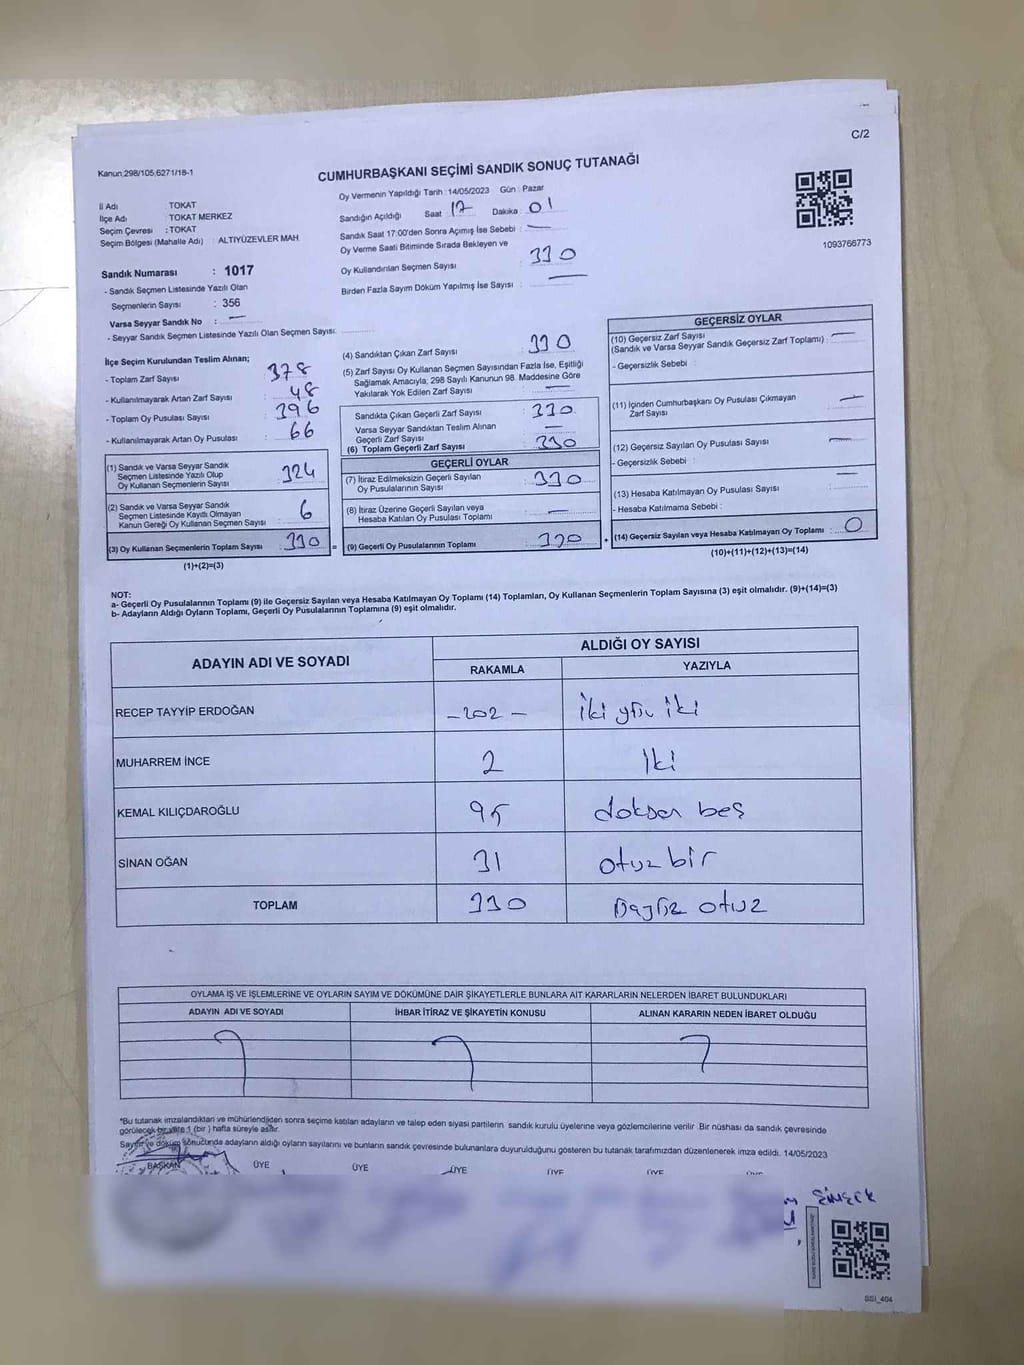 C/2
Kanun,298/105,6271/18-1
CUMHURBAŞKANI SEÇİMİ SANDIK SONUÇ TUTANAĞI
Oy Vermenin Yapıldığı Tarih : 14/05/2023 Gün : Pazar
İl Adı : TOKAT
İlçe Adı : TOKAT MERKEZ
Seçim Çevresi : TOKAT
Seçim Bölgesi (Mahalle Adı) : ALTIYÜZEVLER MAH
Sandığın Açıldığı Saat 17 Dakika 01
Sandık Saat 17:00'den Sonra Açımış İse Sebebi : —
Oy Verme Saati Bitiminde Sırada Bekleyen ve
Oy Kullandırılan Seçmen Sayısı : 330
Birden Fazla Sayım Döküm Yapılmış İse Sayısı : —
1093766773
Sandık Numarası : 1017
- Sandık Seçmen Listesinde Yazılı Olan
Seçmenlerin Sayısı : 356
Varsa Seyyar Sandık No : —
- Seyyar Sandık Seçmen Listesinde Yazılı Olan Seçmen Sayısı:
İlçe Seçim Kurulundan Teslim Alınan;
- Toplam Zarf Sayısı : 378
- Kullanılmayarak Artan Zarf Sayısı : 48
- Toplam Oy Pusulası Sayısı : 396
- Kullanılmayarak Artan Oy Pusulası : 66
(1) Sandık ve Varsa Seyyar Sandık
Seçmen Listesinde Yazılı Olup
Oy Kullanan Seçmenlerin Sayısı : 324
(2) Sandık ve Varsa Seyyar Sandık
Seçmen Listesinde Kayıtlı Olmayan
Kanun Gereği Oy Kullanan Seçmen Sayısı : 6
(3) Oy Kullanan Seçmenlerin Toplam Sayısı : 330 =
(1)+(2)=(3)
(4) Sandıktan Çıkan Zarf Sayısı : 330
(5) Zarf Sayısı Oy Kullanan Seçmen Sayısından Fazla İse, Eşitliği
Sağlamak Amacıyla; 298 Sayılı Kanunun 98. Maddesine Göre
Yakılarak Yok Edilen Zarf Sayısı : —
Sandıkta Çıkan Geçerli Zarf Sayısı : 330
Varsa Seyyar Sandıktan Teslim Alınan
Geçerli Zarf Sayısı : —
(6) Toplam Geçerli Zarf Sayısı : 330
GEÇERLİ OYLAR
(7) İtiraz Edilmeksizin Geçerli Sayılan
Oy Pusulalarının Sayısı : 330
(8) İtiraz Üzerine Geçerli Sayılan veya
Hesaba Katılan Oy Pusulası Toplamı : —
(9) Geçerli Oy Pusulalarının Toplamı : 330 +
GEÇERSİZ OYLAR
(10) Geçersiz Zarf Sayısı
(Sandık ve Varsa Seyyar Sandık Geçersiz Zarf Toplamı) : —
- Geçersizlik Sebebi :
(11) İçinden Cumhurbaşkanı Oy Pusulası Çıkmayan
Zarf Sayısı : —
(12) Geçersiz Sayılan Oy Pusulası Sayısı : —
- Geçersizlik Sebebi :
(13) Hesaba Katılmayan Oy Pusulası Sayısı : —
- Hesaba Katılmama Sebebi :
(14) Geçersiz Sayılan veya Hesaba Katılmayan Oy Toplamı : 0
(10)+(11)+(12)+(13)=(14)
NOT:
a- Geçerli Oy Pusulalarının Toplamı (9) ile Geçersiz Sayılan veya Hesaba Katılmayan Oy Toplamı (14) Toplamları, Oy Kullanan Seçmenlerin Toplam Sayısına (3) eşit olmalıdır. (9)+(14)=(3)
b- Adayların Aldığı Oyların Toplamı, Geçerli Oy Pusulalarının Toplamına (9) eşit olmalıdır.
ADAYIN ADI VE SOYADI ALDIĞI OY SAYISI
RAKAMLA YAZIYLA
RECEP TAYYİP ERDOĞAN -202- İki yüz iki
MUHARREM İNCE 2 İki
KEMAL KILIÇDAROĞLU 95 doksan beş
SİNAN OĞAN 31 otuz bir
TOPLAM 330 üçyüz otuz
OYLAMA İŞ VE İŞLEMLERİNE VE OYLARIN SAYIM VE DÖKÜMÜNE DAİR ŞİKAYETLERLE BUNLARA AİT KARARLARIN NELERDEN İBARET BULUNDUKLARI
ADAYIN ADI VE SOYADI İHBAR İTİRAZ VE ŞİKAYETİN KONUSU ALINAN KARARIN NEDEN İBARET OLDUĞU
*Bu tutanak imzalandıktan ve mühürlendikten sonra seçime katılan adayların ve talep eden siyasi partilerin sandık kurulu üyelerine veya gözlemcilerine verilir. Bir nüshası da sandık çevresinde
görülecek bir yere 1 (bir) hafta süreyle asılır.
Sayım ve döküm sonucunda adayların aldığı oyların sayılarını ve bunların sandık çevresinde bulunanlara duyurulduğunu gösteren bu tutanak tarafımızdan düzenlenerek imza edildi. 14/05/2023
BAŞKAN ÜYE ÜYE ÜYE ÜYE ÜYE
ŞİMŞEK
SSI_404